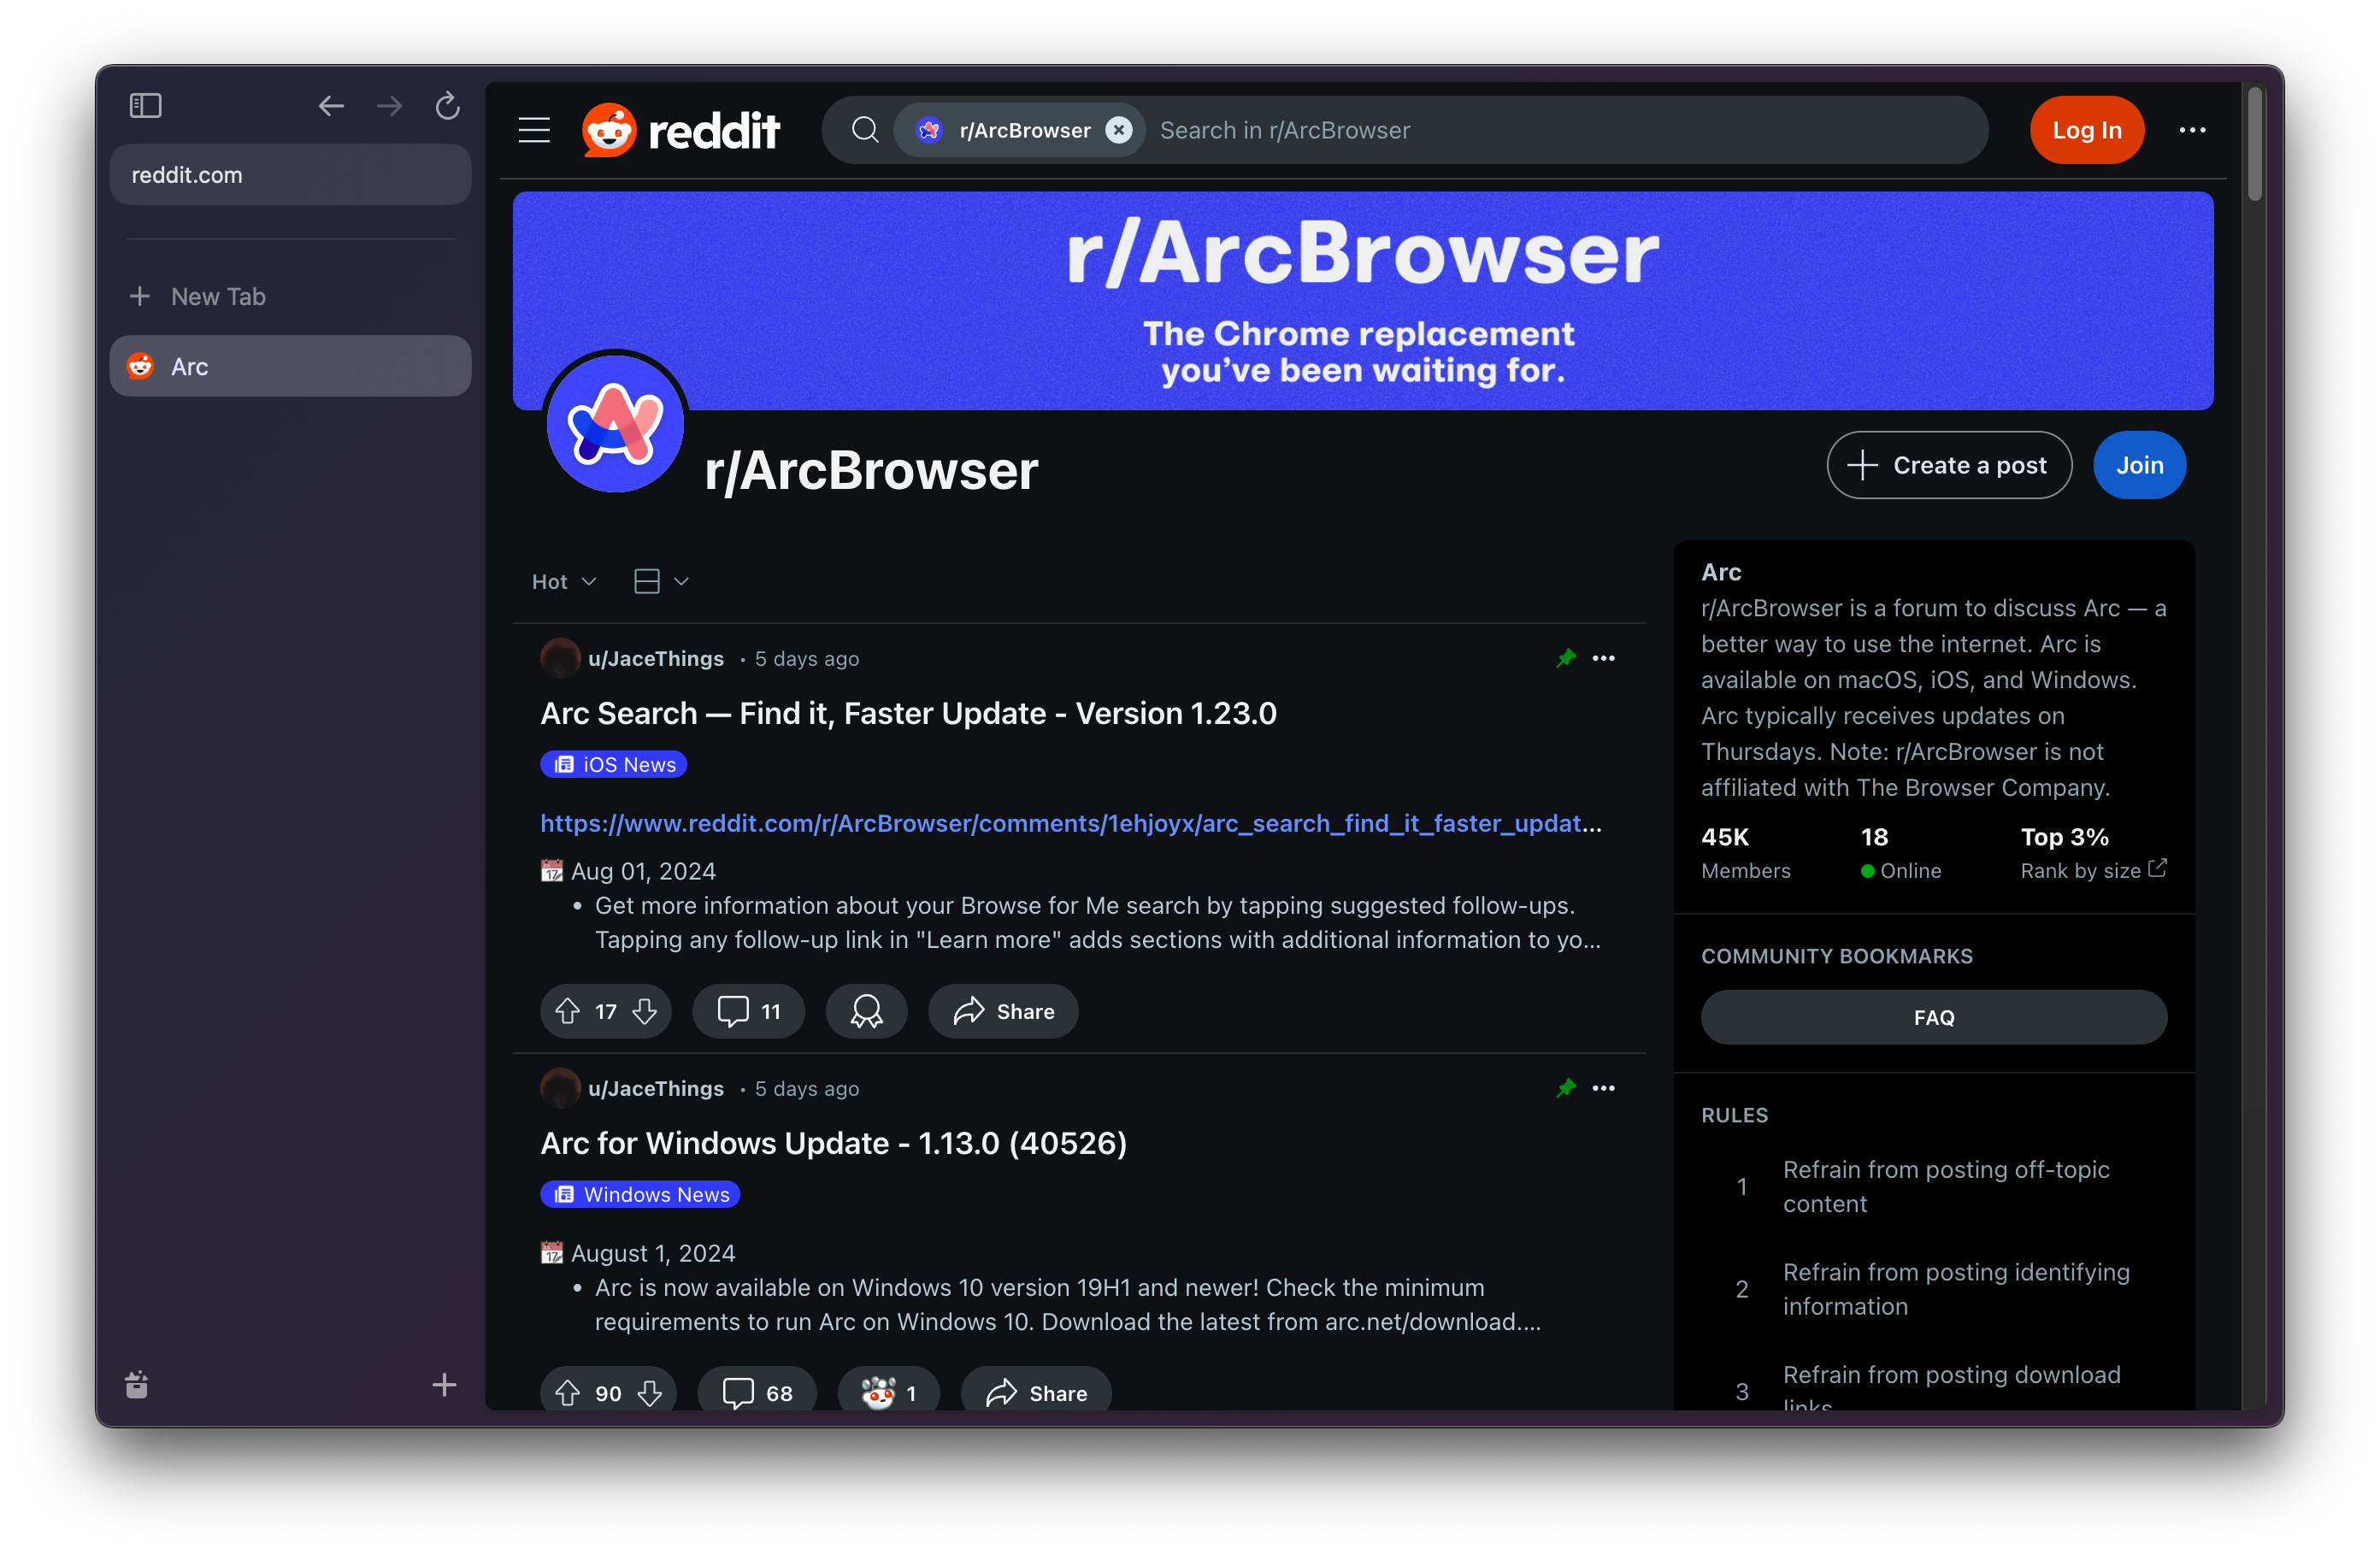 reddit.com
New Tab
Arc
reddit
r/ArcBrowser
Search in r/ArcBrowser
Log In
r/ArcBrowser
The Chrome replacement
you've been waiting for.
r/ArcBrowser
Create a post
Join
Hot
u/JaceThings • 5 days ago
Arc Search — Find it, Faster Update - Version 1.23.0
iOS News
https://www.reddit.com/r/ArcBrowser/comments/1ehjoyx/arc_search_find_it_faster_updat...
17 Aug 01, 2024
• Get more information about your Browse for Me search by tapping suggested follow-ups.
Tapping any follow-up link in "Learn more" adds sections with additional information to yo...
17
11
Share
u/JaceThings • 5 days ago
Arc for Windows Update - 1.13.0 (40526)
Windows News
17 August 1, 2024
• Arc is now available on Windows 10 version 19H1 and newer! Check the minimum
requirements to run Arc on Windows 10. Download the latest from arc.net/download....
90
68
1
Share
Arc
r/ArcBrowser is a forum to discuss Arc — a
better way to use the internet. Arc is
available on macOS, iOS, and Windows.
Arc typically receives updates on
Thursdays. Note: r/ArcBrowser is not
affiliated with The Browser Company.
45K 18 Top 3%
Members Online Rank by size
COMMUNITY BOOKMARKS
FAQ
RULES
1 Refrain from posting off-topic
content
2 Refrain from posting identifying
information
3 Refrain from posting download
links